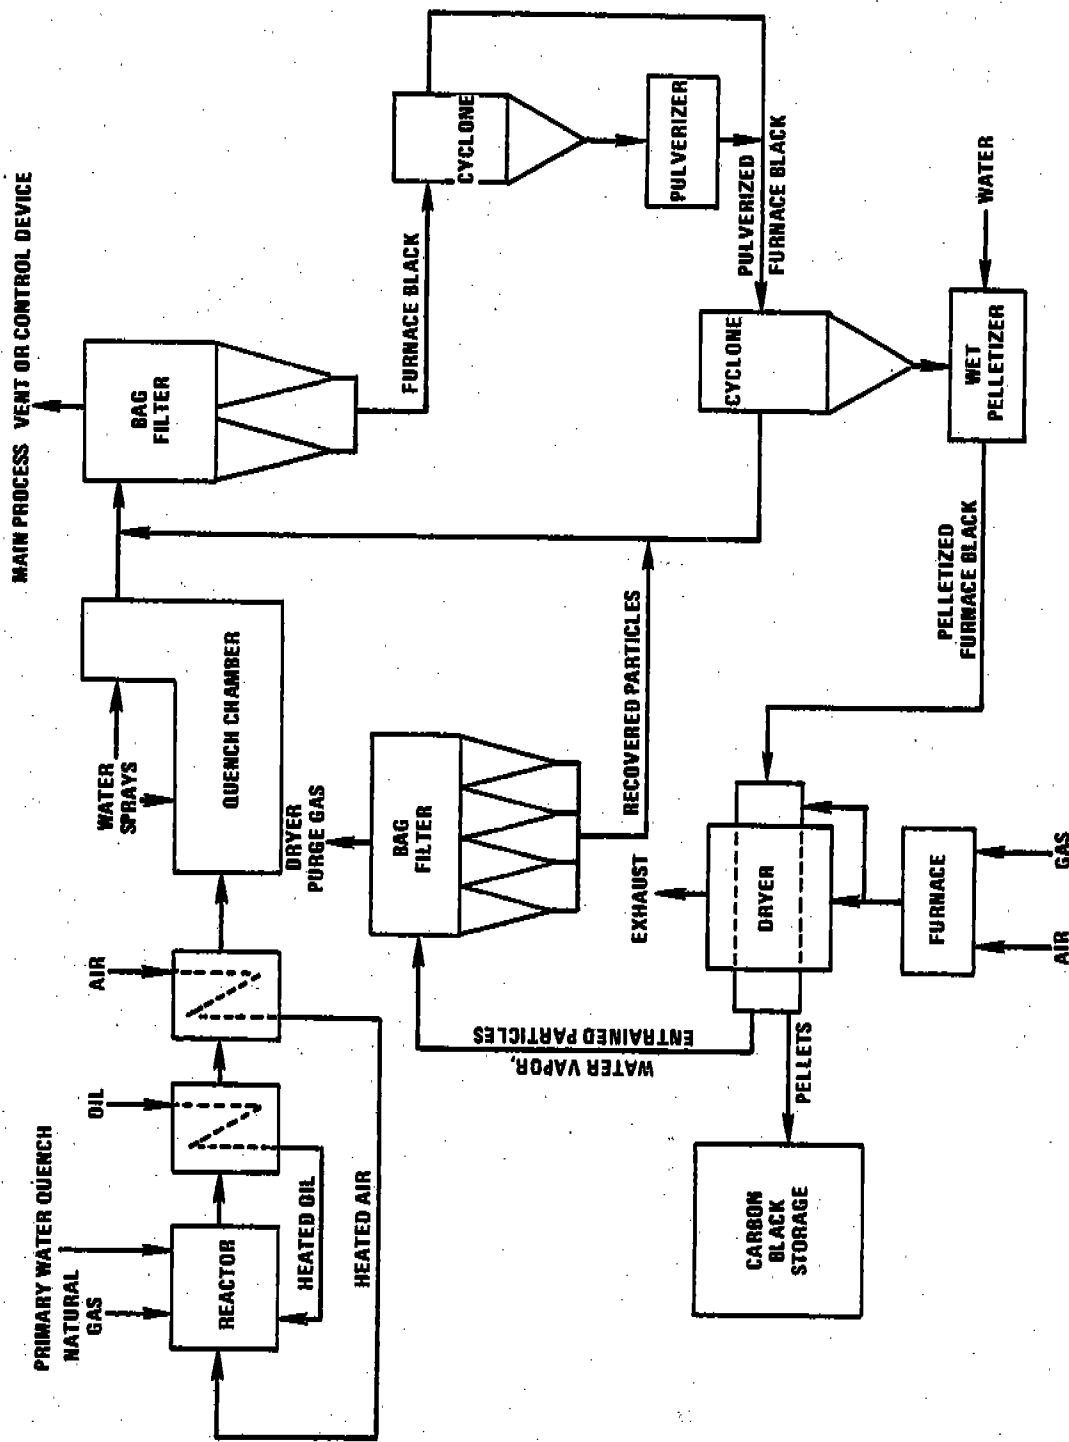 PRIMARY WATER QUENCH
NATURAL
GAS
OIL
AIR
WATER
SPRAYS
MAIN PROCESS VENT OR CONTROL DEVICE
REACTOR
QUENCH CHAMBER
BAG
FILTER
HEATED OIL
HEATED AIR
DRYER
PURGE GAS
BAG
FILTER
FURNACE BLACK
CYCLONE
WATER VAPOR,
ENTRAINED PARTICLES
RECOVERED PARTICLES
EXHAUST
PULVERIZER
PULVERIZED
FURNACE BLACK
CYCLONE
CARBON
BLACK
STORAGE
PELLETS
DRYER
PELLETIZED
FURNACE BLACK
WET
PELLETIZER
WATER
FURNACE
AIR
GAS